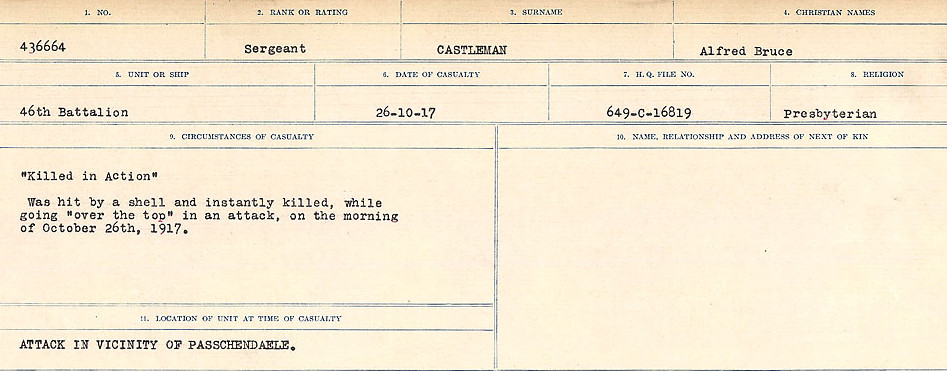 1. NO.
2. RANK OR RATING
3. SURNAME
4. CHRISTIAN NAMES
436664
Sergeant
CASTLEMAN
Alfred Bruce
5. UNIT OR SHIP
6. DATE OF CASUALTY
7. H.Q. FILE NO.
8. RELIGION
46th Battalion
26-10-17
649-C-16819
Presbyterian
9. CIRCUMSTANCES OF CASUALTY
"Killed in Action"
Was hit by a shell and instantly killed, while
going "over the top" in an attack, on the morning
of October 26th, 1917.
10. NAME, RELATIONSHIP AND ADDRESS OF NEXT OF KIN
11. LOCATION OF UNIT AT TIME OF CASUALTY
ATTACK IN VICINITY OF PASSCHENDAELE.